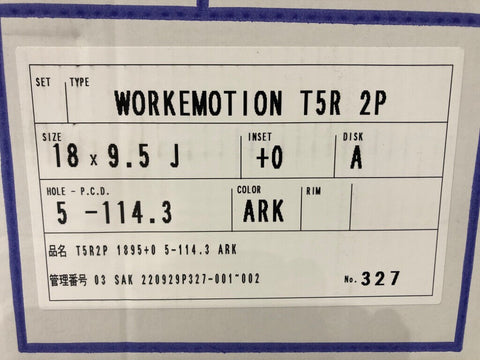 SET TYPE
WORKEMOTION T5R 2P
SIZE INSET DISK
18 x 9.5 J +0 A
HOLE - P.C.D. COLOR RIM
5 -114.3 ARK
品名 T5R2P 1895+0 5-114.3 ARK
管理番号 03 SAK 220929P327-001~002 No.327